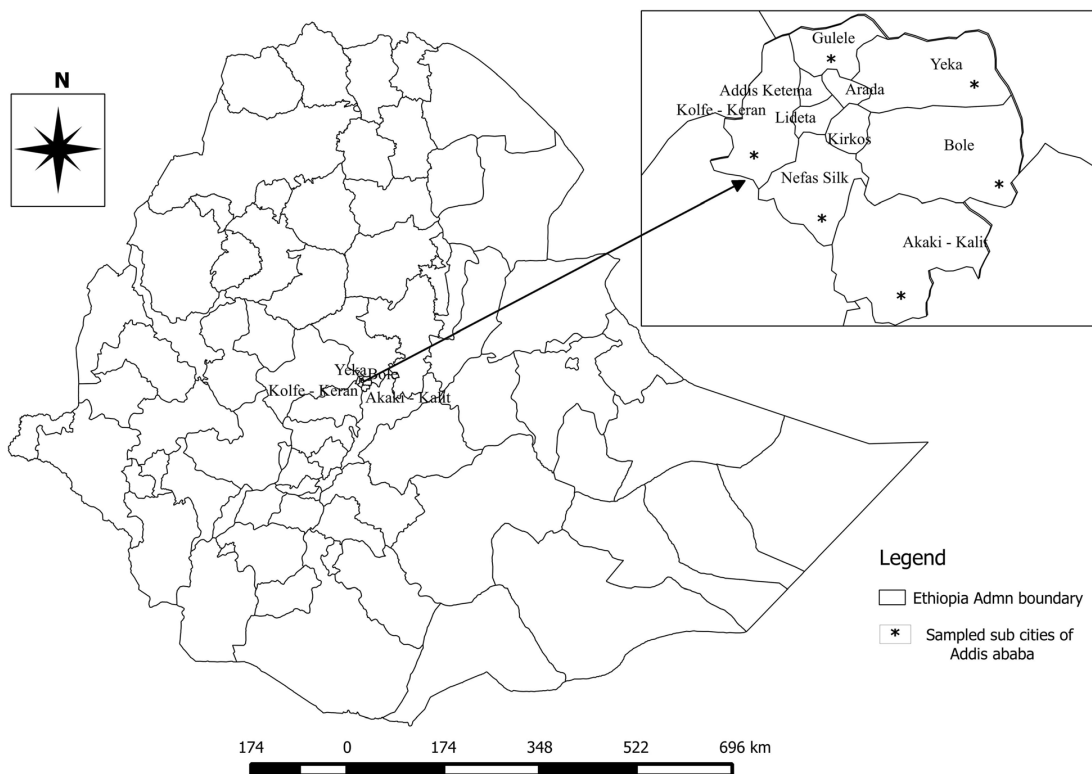 N
Gulele
Yeka
Addis Ketema
Arada
Kolfe - Keran
Lideta
Kirkos
Bole
Nefas Silk
Akaki - Kalit
Yeka
Bole
Kolfe - Keran
Akaki - Kalit
Legend
Ethiopia Admn boundary
* Sampled sub cities of
Addis ababa
174 0 174 348 522 696 km